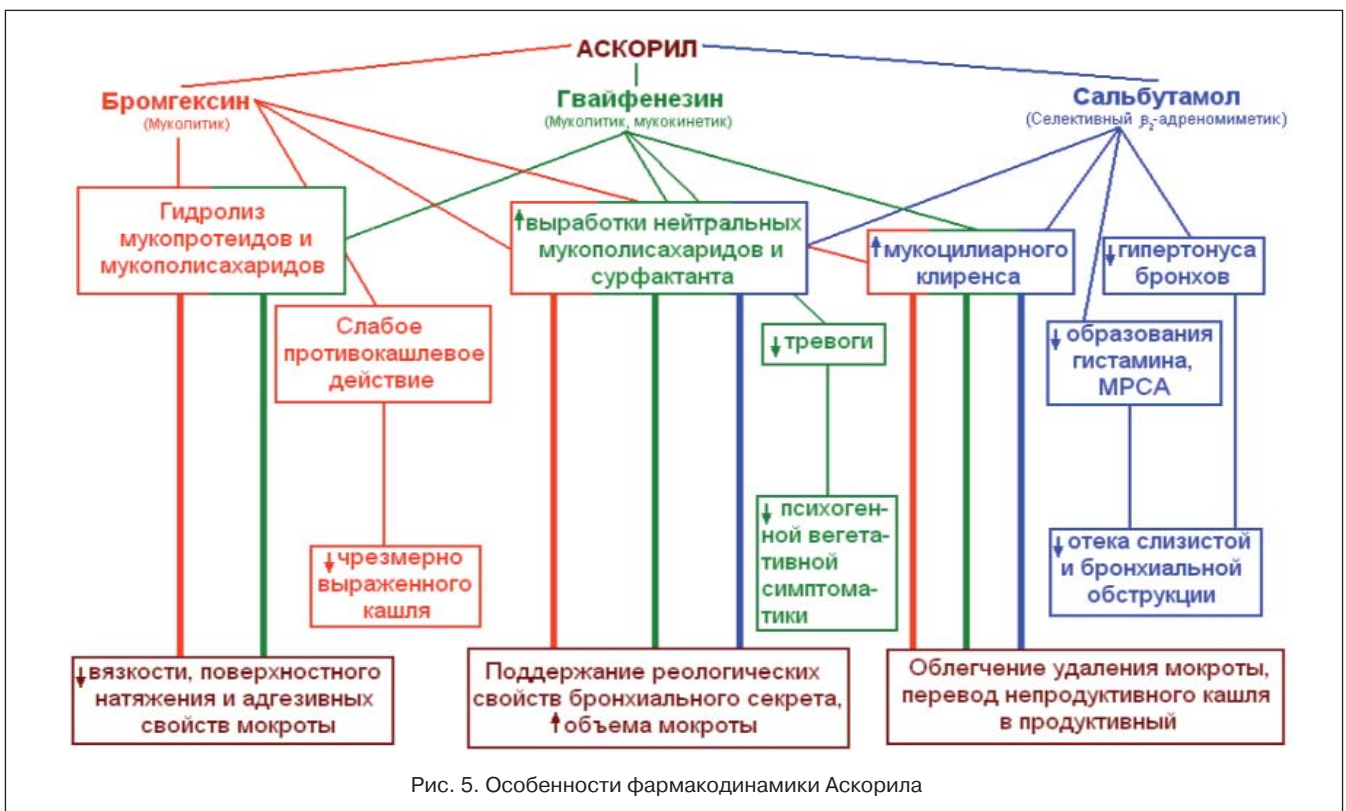 АСКОРИЛ
Бромгексин
(Муколитик)
Гвайфенезин
(Муколитик, мукокинетик)
Сальбутамол
(Селективный β₂-адреномиметик)
Гидролиз
мукопротеидов и
мукополисахаридов
↑выработки нейтральных
мукополисахаридов и
сурфактанта
↑мукоцилиарного
клиренса
↓гипертонуса
бронхов
Слабое
противокашлевое
действие
↓тревоги
↓образования
гистамина,
МРСА
↓чрезмерно
выраженного
кашля
↓психоген-
ной вегета-
тивной
симптома-
тики
↓отека слизистой
и бронхиальной
обструкции
↓вязкости, поверхностного
натяжения и адгезивных
свойств мокроты
Поддержание реологических
свойств бронхиального секрета,
↑объема мокроты
Облегчение удаления мокроты,
перевод непродуктивного кашля
в продуктивный
Рис. 5. Особенности фармакодинамики Аскорила